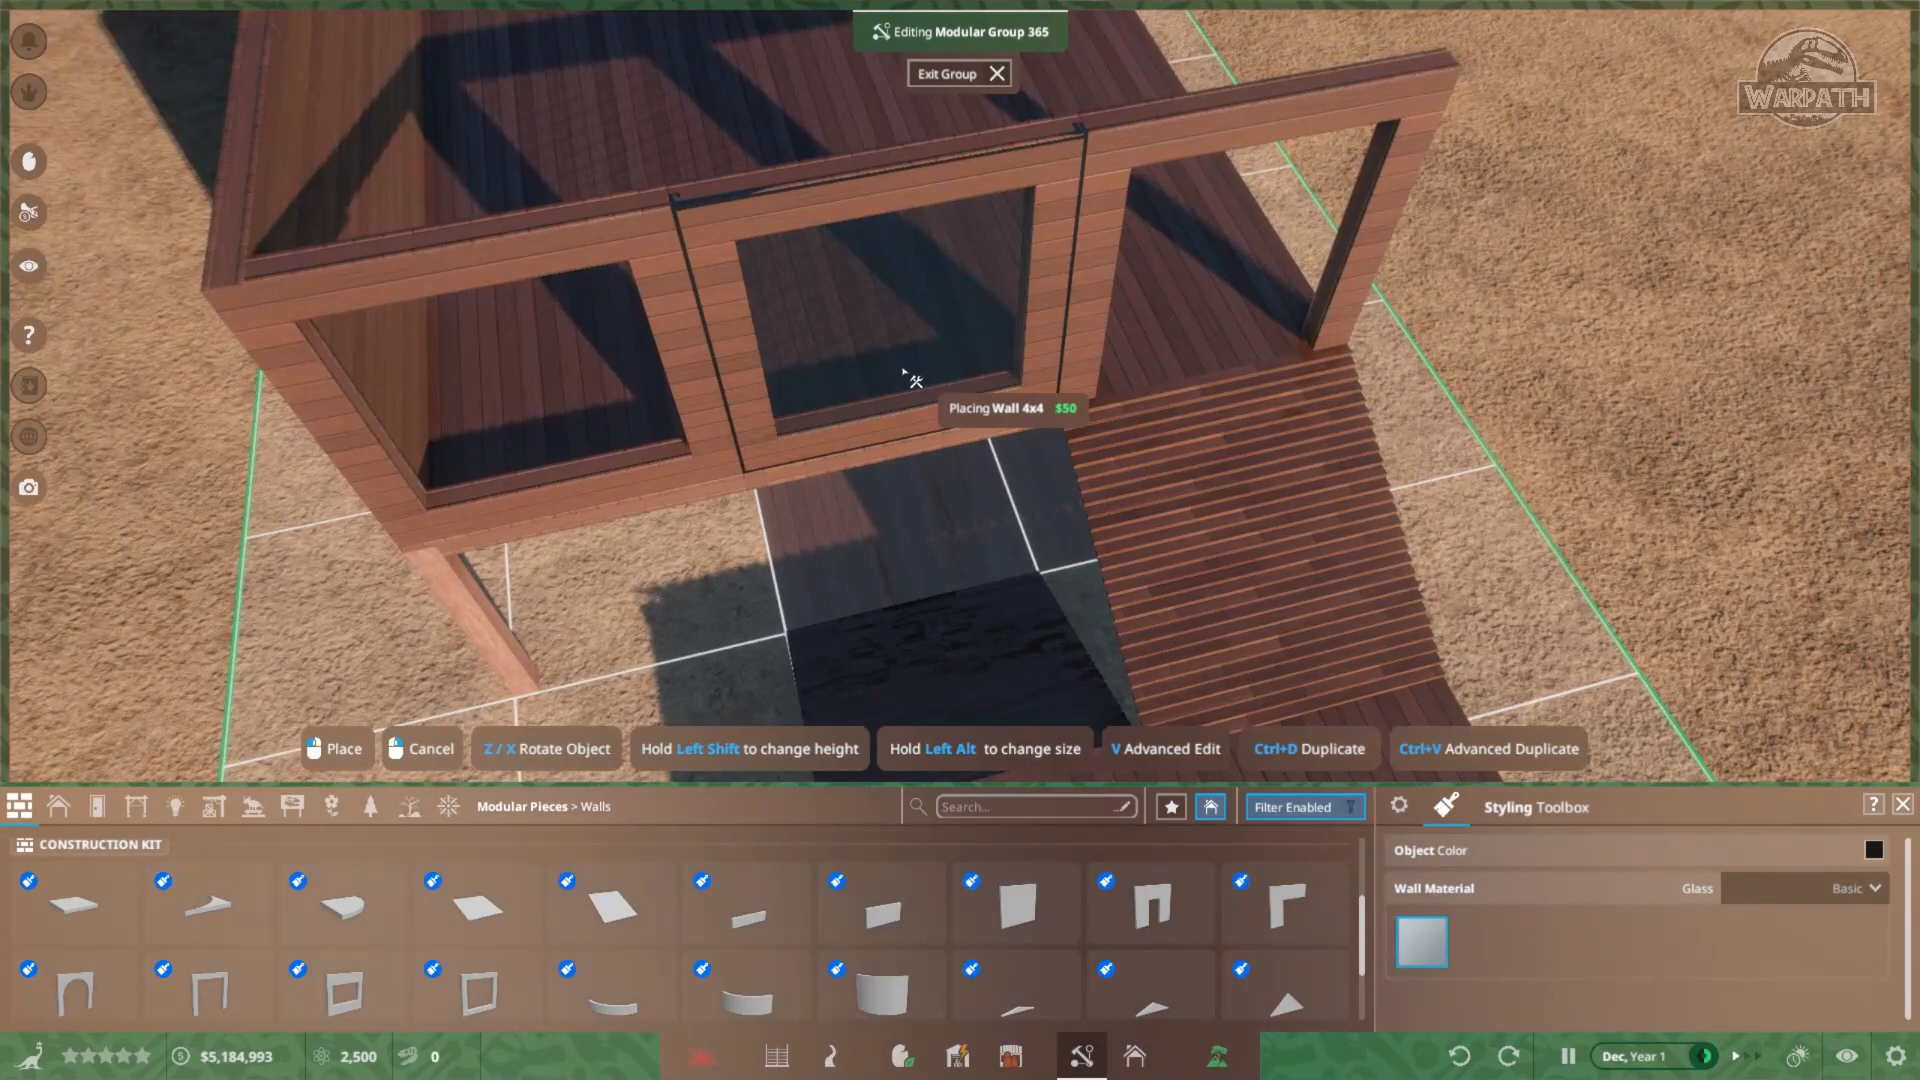 Editing Modular Group 365
Exit Group
WARPATH
?
Placing Wall 4x4 $50
Place
Cancel
Z / X Rotate Object
Hold Left Shift to change height
Hold Left Alt to change size
V Advanced Edit
Ctrl+D Duplicate
Ctrl+V Advanced Duplicate
Modular Pieces > Walls
Search...
Filter Enabled
Styling Toolbox
?
CONSTRUCTION KIT
Object Color
Wall Material
Glass
Basic
$5,184,993
2,500
0
Dec, Year 1